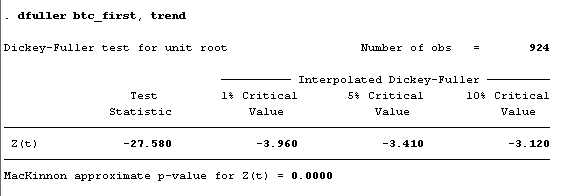 . dfuller btc_first, trend
Dickey-Fuller test for unit root Number of obs = 924
Interpolated Dickey-Fuller
Test 1% Critical 5% Critical 10% Critical
Statistic Value Value Value
Z(t) -27.580 -3.960 -3.410 -3.120
MacKinnon approximate p-value for Z(t) = 0.0000